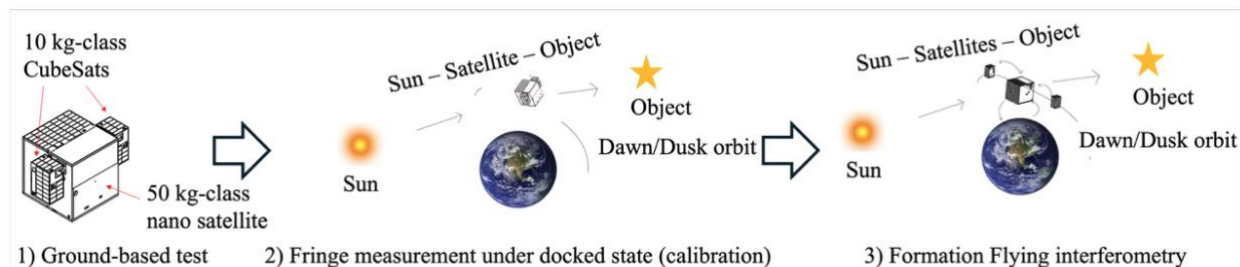 10 kg-class
CubeSats
50 kg-class
nano satellite
1) Ground-based test
Sun – Satellite – Object
Object
Dawn/Dusk orbit
Sun
2) Fringe measurement under docked state (calibration)
Sun – Satellites – Object
Object
Dawn/Dusk orbit
Sun
3) Formation Flying interferometry